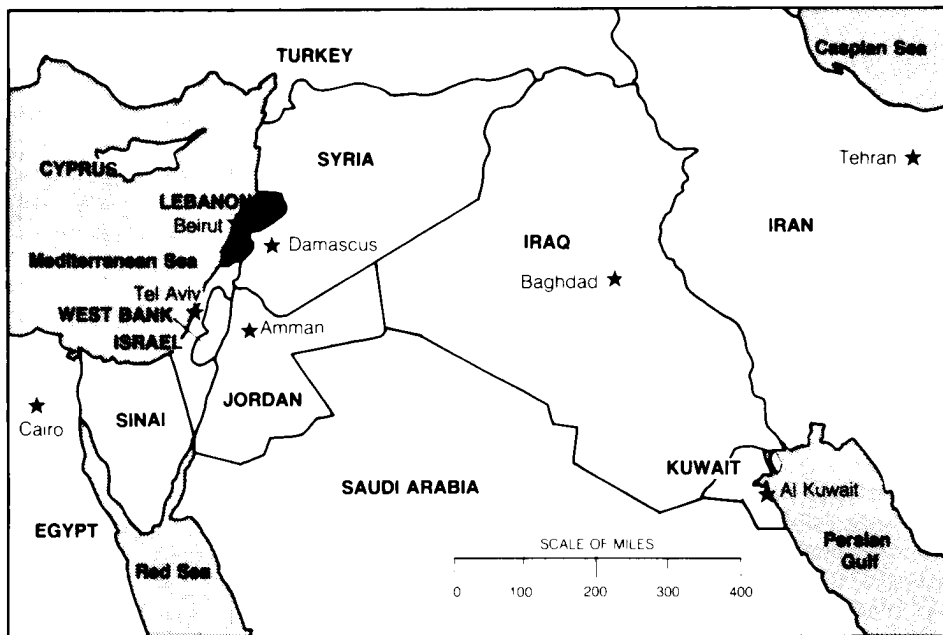 TURKEY
Caspian Sea
CYPRUS
SYRIA
Tehran
LEBANON
Beirut
IRAN
IRAQ
Damascus
Mediterranean Sea
Baghdad
Tel Aviv
WEST BANK
Amman
ISRAEL
JORDAN
SINAI
Cairo
KUWAIT
SAUDI ARABIA
Al Kuwait
EGYPT
Persian
Gulf
SCALE OF MILES
Red Sea
0 100 200 300 400